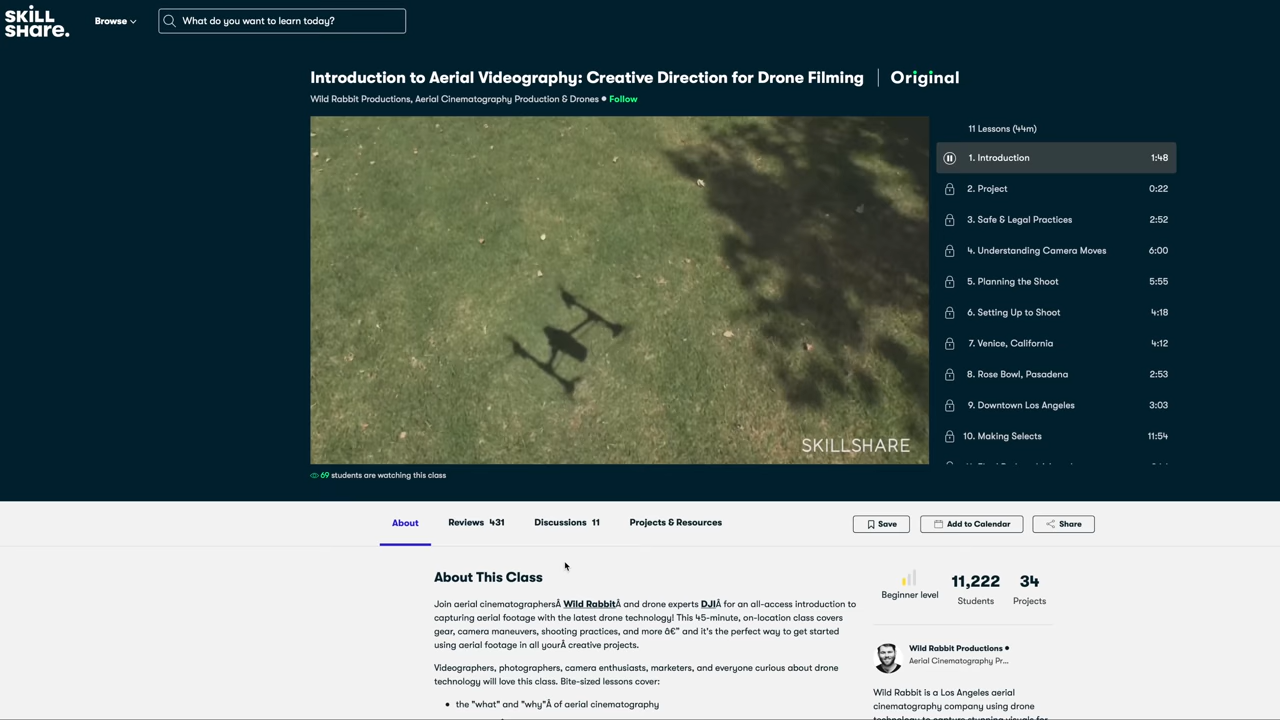 SKILL
SHare.
Browse
What do you want to learn today?
Introduction to Aerial Videography: Creative Direction for Drone Filming
Original
Wild Rabbit Productions, Aerial Cinematography Production & Drones
Follow
11 Lessons (44m)
1. Introduction 1:48
2. Project 0:22
3. Safe & Legal Practices 2:52
4. Understanding Camera Moves 6:00
5. Planning the Shoot 5:55
6. Setting Up to Shoot 4:18
7. Venice, California 4:12
8. Rose Bowl, Pasadena 2:53
9. Downtown Los Angeles 3:03
10. Making Selects 11:54
SKILLSHARE
69 students are watching this class
About
Reviews 431
Discussions 11
Projects & Resources
Save
Add to Calendar
Share
About This Class
Join aerial cinematographersÂ Wild RabbitÂ and drone experts DJIÂ for an all-access introduction to
capturing aerial footage with the latest drone technology! This 45-minute, on-location class covers
gear, camera maneuvers, shooting practices, and more â€" and it's the perfect way to get started
using aerial footage in all yourÂ creative projects.
Videographers, photographers, camera enthusiasts, marketers, and everyone curious about drone
technology will love this class. Bite-sized lessons cover:
• the "what" and "why"Â of aerial cinematography
Beginner level
11,222
Students
34
Projects
Wild Rabbit Productions
Aerial Cinematography Pr...
Wild Rabbit is a Los Angeles aerial
cinematography company using drone
technology to capture stunning visuals for